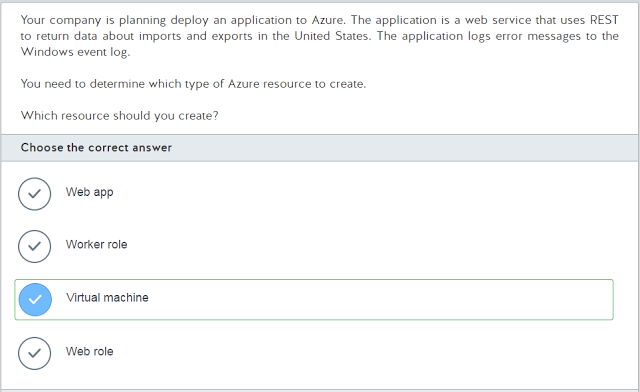 Your company is planning deploy an application to Azure. The application is a web service that uses REST
to return data about imports and exports in the United States. The application logs error messages to the
Windows event log.
You need to determine which type of Azure resource to create.
Which resource should you create?
Choose the correct answer
Web app
Worker role
Virtual machine
Web role